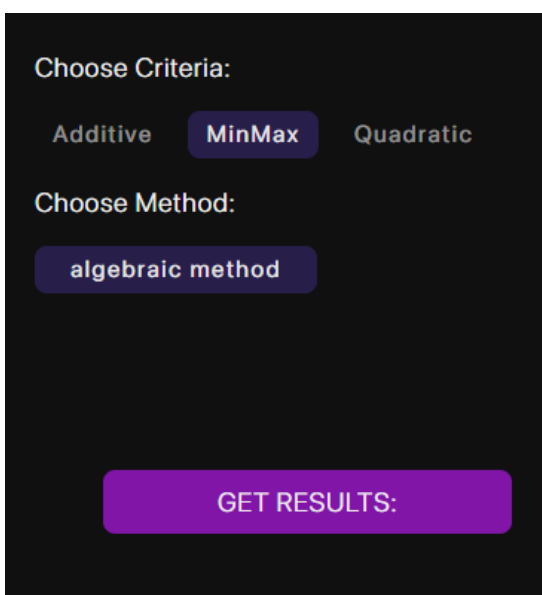 Choose Criteria:
Additive MinMax Quadratic
Choose Method:
algebraic method
GET RESULTS: